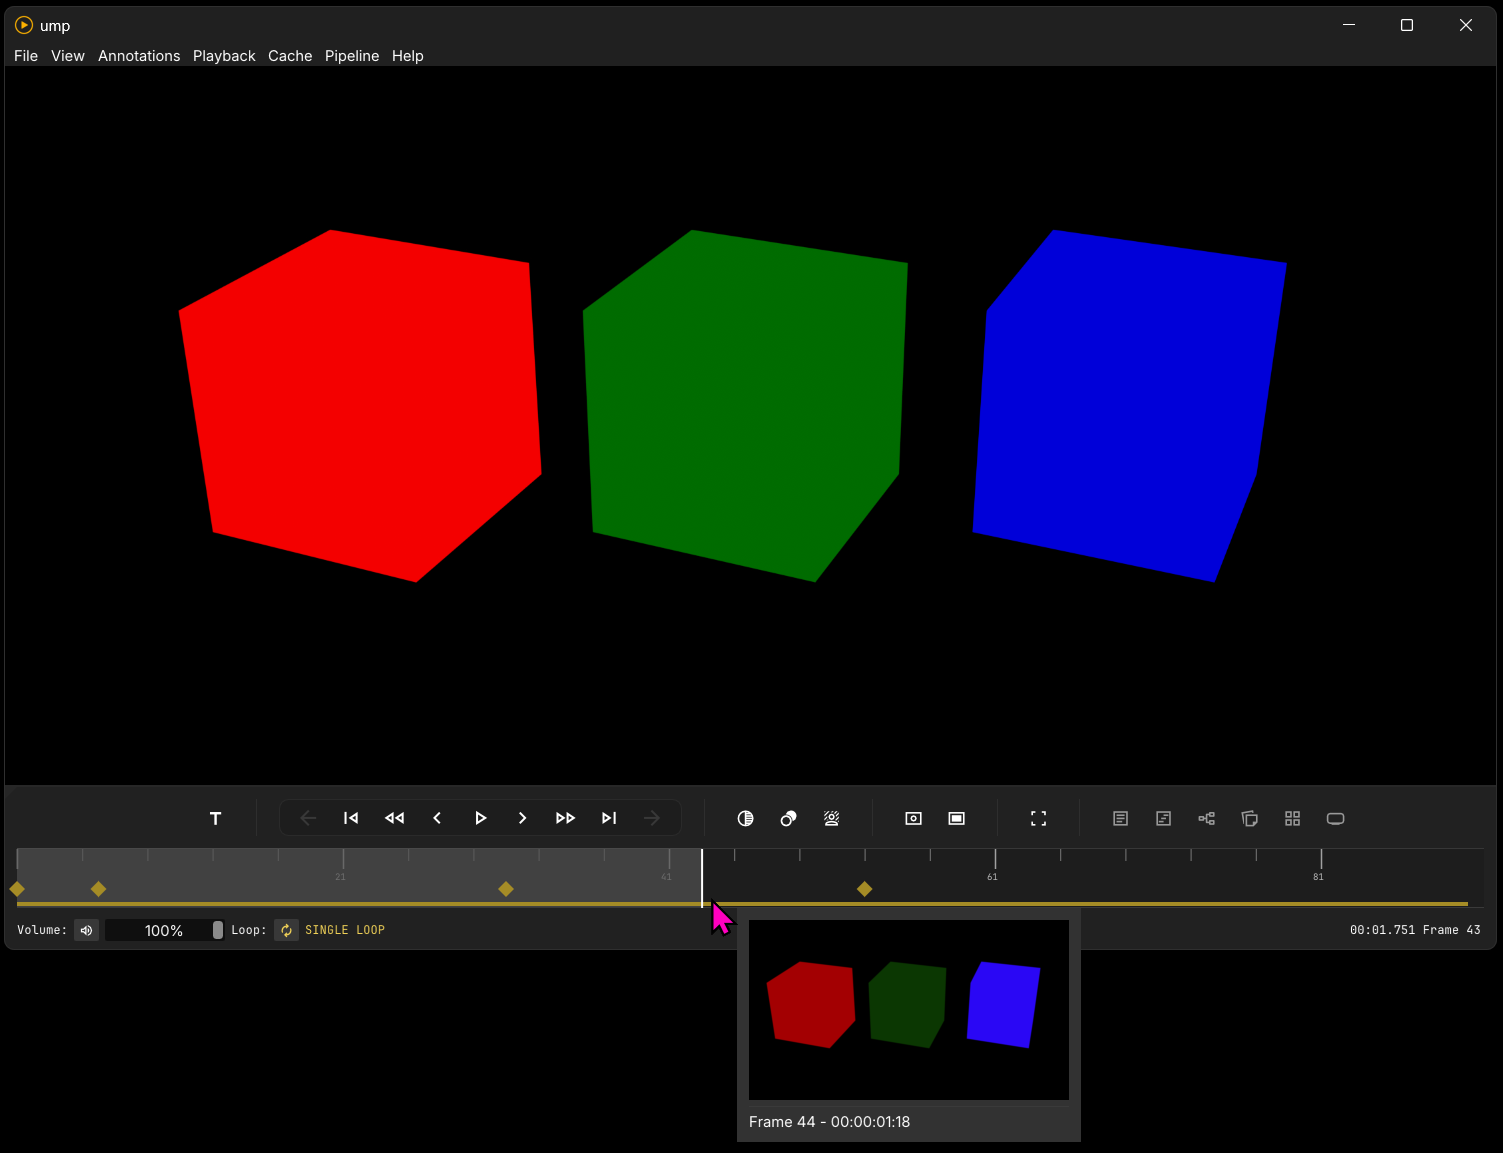 ump
File View Annotations Playback Cache Pipeline Help
T
21 41 61 81
Volume: 100% Loop: SINGLE LOOP 00:01.751 Frame 43
Frame 44 - 00:00:01:18